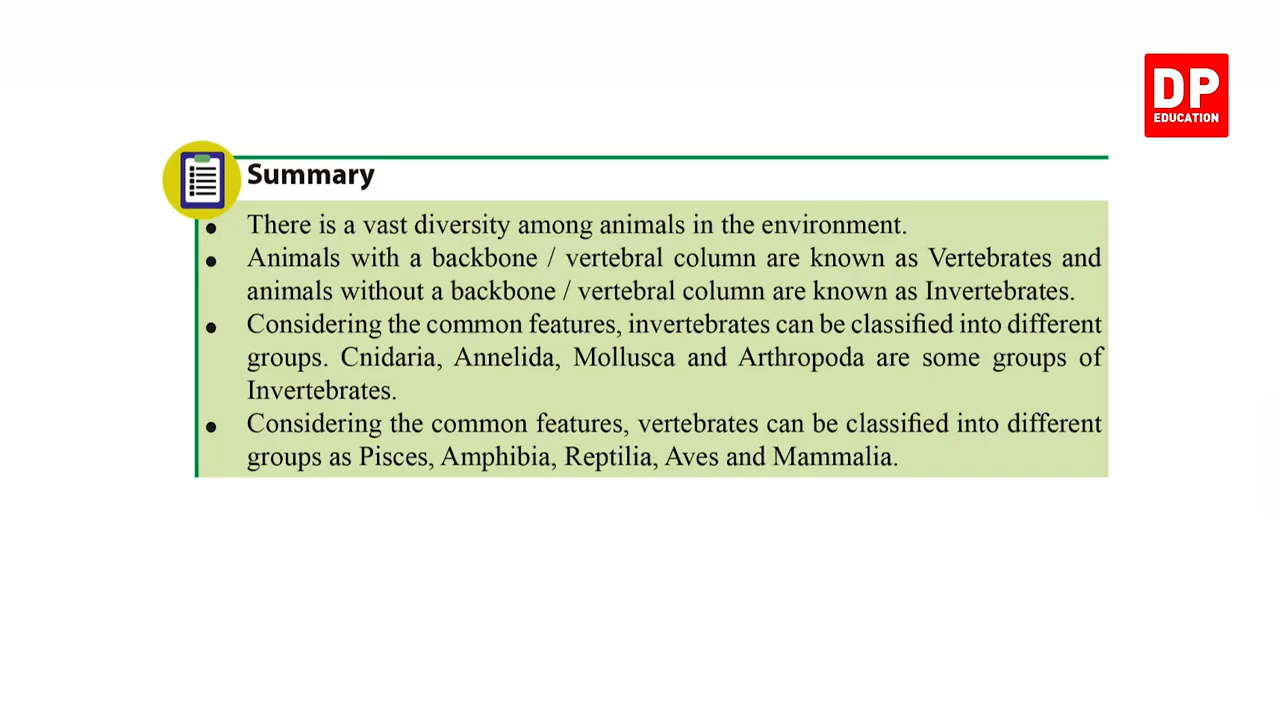 DP
EDUCATION
Summary
• There is a vast diversity among animals in the environment.
• Animals with a backbone / vertebral column are known as Vertebrates and
animals without a backbone / vertebral column are known as Invertebrates.
• Considering the common features, invertebrates can be classified into different
groups. Cnidaria, Annelida, Mollusca and Arthropoda are some groups of
Invertebrates.
• Considering the common features, vertebrates can be classified into different
groups as Pisces, Amphibia, Reptilia, Aves and Mammalia.